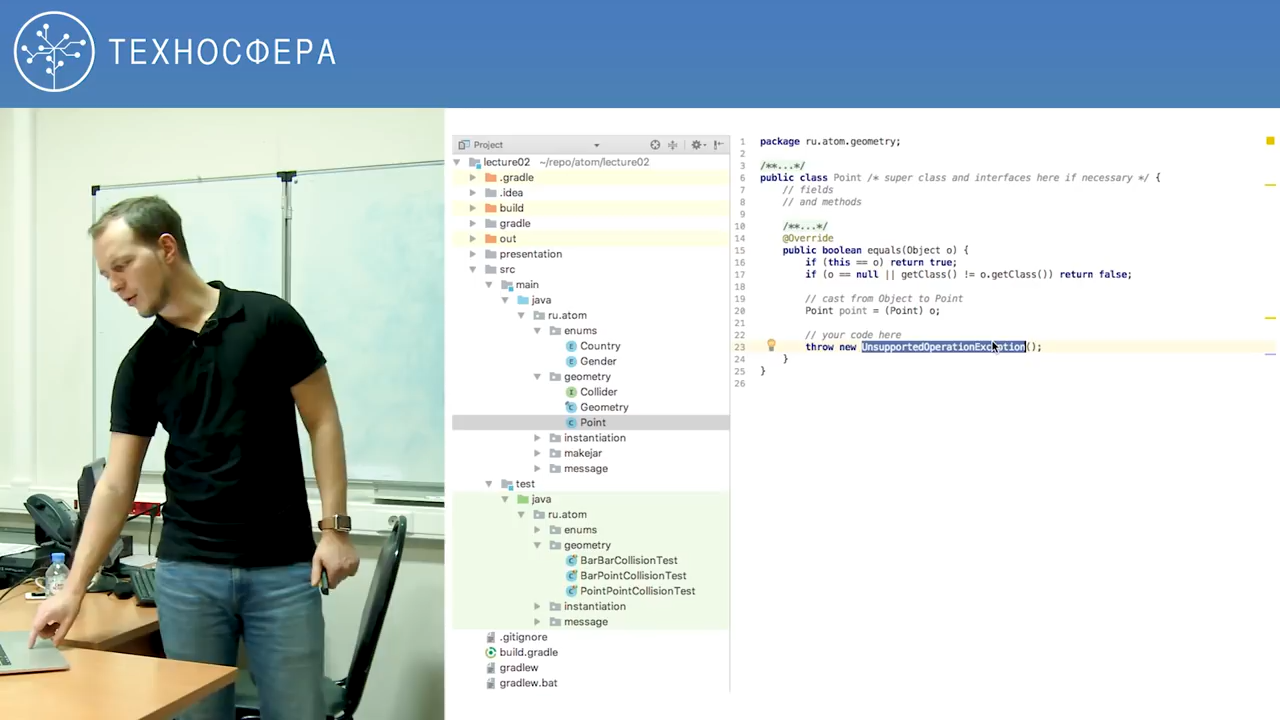 ТЕХНОСФЕРА
Project
lecture02 ~/repo/atom/lecture02
.gradle
.idea
build
gradle
out
presentation
src
main
java
ru.atom
enums
Country
Gender
geometry
Collider
Geometry
Point
instantiation
makejar
message
test
java
ru.atom
enums
geometry
BarBarCollisionTest
BarPointCollisionTest
PointPointCollisionTest
instantiation
message
.gitignore
build.gradle
gradlew
gradlew.bat
1 package ru.atom.geometry;
2
3 /**...*/
6 public class Point /* super class and interfaces here if necessary */ {
7 // fields
8 // and methods
9
10 /**...*/
14 @Override
15 public boolean equals(Object o) {
16 if (this == o) return true;
17 if (o == null || getClass() != o.getClass()) return false;
18
19 // cast from Object to Point
20 Point point = (Point) o;
21
22 // your code here
23 throw new UnsupportedOperationException();
24 }
25 }
26